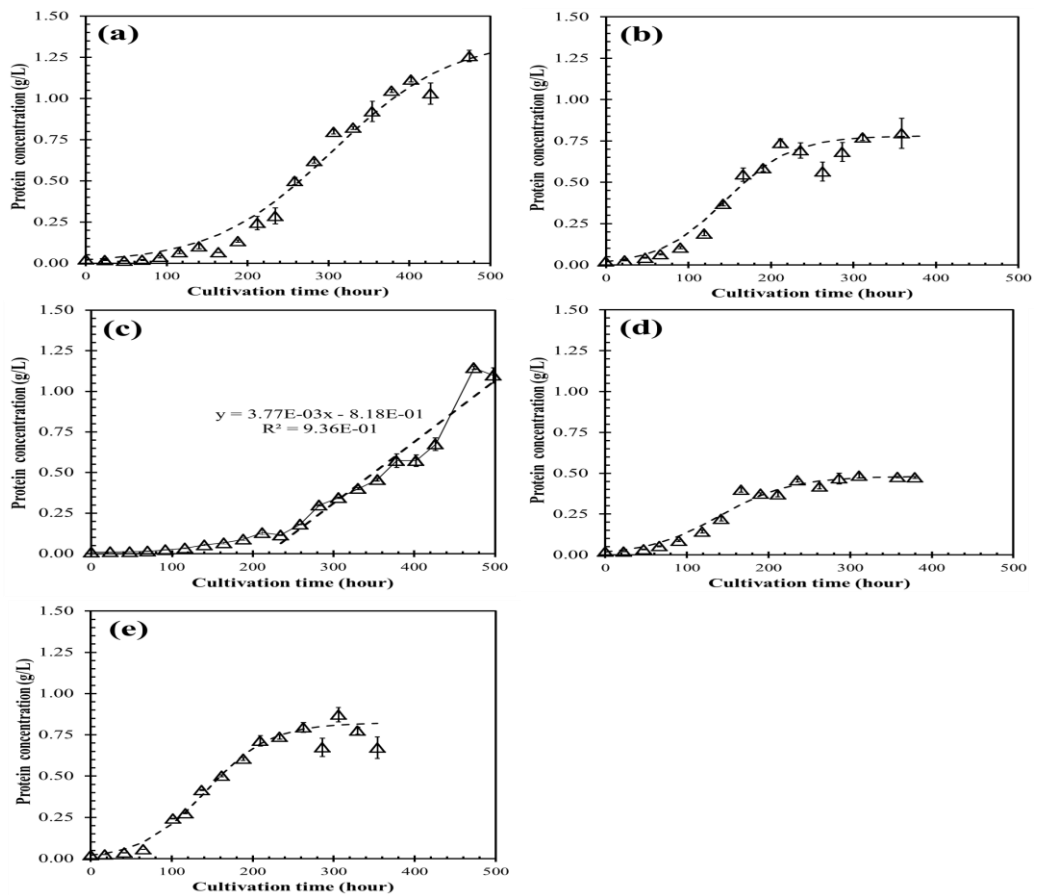 (a)
Protein concentration (g/L)
1.50
1.25
1.00
0.75
0.50
0.25
0.00
0 100 200 300 400 500
Cultivation time (hour)
(b)
Protein concentration (g/L)
1.50
1.25
1.00
0.75
0.50
0.25
0.00
0 100 200 300 400 500
Cultivation time (hour)
(c)
Protein concentration (g/L)
1.50
1.25
1.00
0.75
0.50
0.25
0.00
y = 3.77E-03x - 8.18E-01
R² = 9.36E-01
0 100 200 300 400 500
Cultivation time (hour)
(d)
Protein concentration (g/L)
1.50
1.25
1.00
0.75
0.50
0.25
0.00
0 100 200 300 400 500
Cultivation time (hour)
(e)
Protein concentration (g/L)
1.50
1.25
1.00
0.75
0.50
0.25
0.00
0 100 200 300 400 500
Cultivation time (hour)